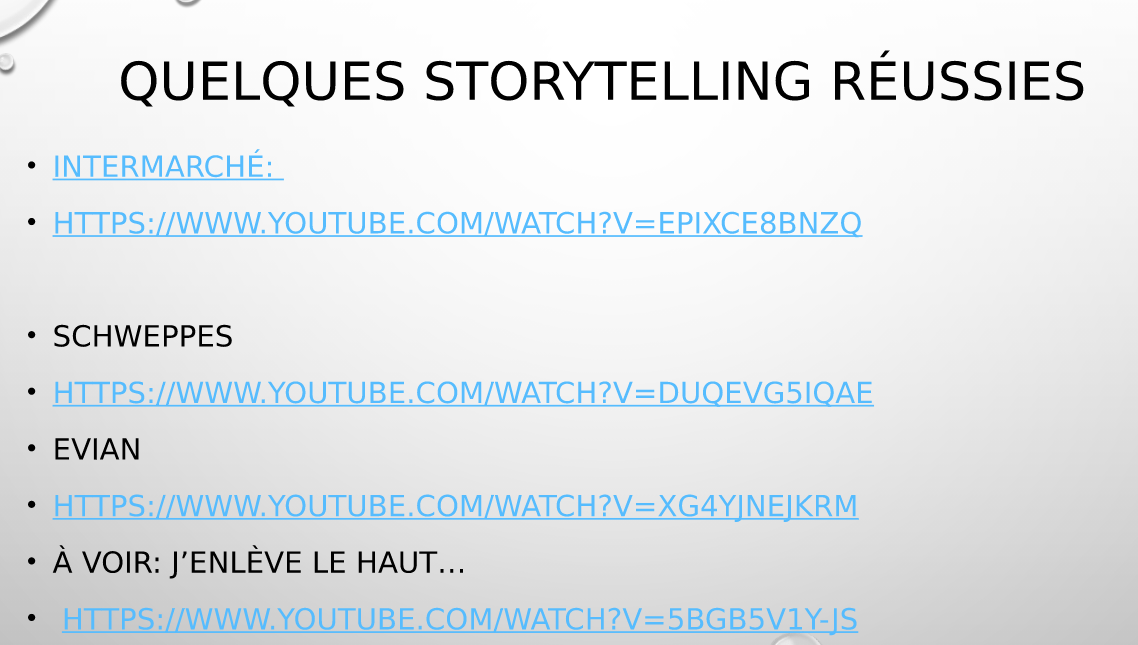 QUELQUES STORYTELLING RÉUSSIES
• INTERMARCHÉ:
• HTTPS://WWW.YOUTUBE.COM/WATCH?V=EPIXCE8BNZQ
• SCHWEPPES
• HTTPS://WWW.YOUTUBE.COM/WATCH?V=DUQEVG5IQAE
• EVIAN
• HTTPS://WWW.YOUTUBE.COM/WATCH?V=XG4YJNEJKRM
• À VOIR: J’ENLÈVE LE HAUT…
• HTTPS://WWW.YOUTUBE.COM/WATCH?V=5BGB5V1Y-JS